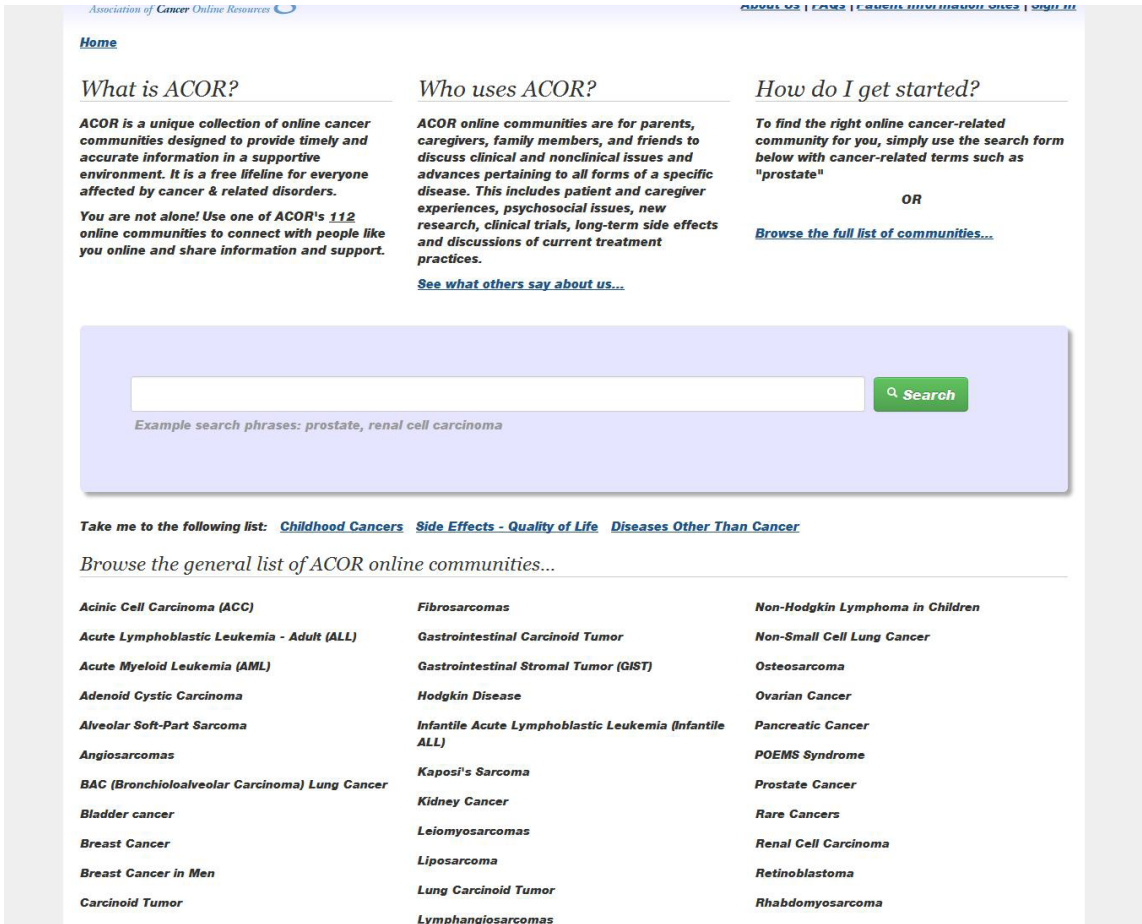 Association of Cancer Online Resources
About Us | FAQs | Patient Information Sites | Sign In
Home
What is ACOR?
ACOR is a unique collection of online cancer
communities designed to provide timely and
accurate information in a supportive
environment. It is a free lifeline for everyone
affected by cancer & related disorders.
You are not alone! Use one of ACOR's 112
online communities to connect with people like
you online and share information and support.
Who uses ACOR?
ACOR online communities are for parents,
caregivers, family members, and friends to
discuss clinical and nonclinical issues and
advances pertaining to all forms of a specific
disease. This includes patient and caregiver
experiences, psychosocial issues, new
research, clinical trials, long-term side effects
and discussions of current treatment
practices.
See what others say about us...
How do I get started?
To find the right online cancer-related
community for you, simply use the search form
below with cancer-related terms such as
"prostate"
OR
Browse the full list of communities...
Search
Example search phrases: prostate, renal cell carcinoma
Take me to the following list: Childhood Cancers Side Effects - Quality of Life Diseases Other Than Cancer
Browse the general list of ACOR online communities...
Acinic Cell Carcinoma (ACC)
Acute Lymphoblastic Leukemia - Adult (ALL)
Acute Myeloid Leukemia (AML)
Adenoid Cystic Carcinoma
Alveolar Soft-Part Sarcoma
Angiosarcomas
BAC (Bronchioloalveolar Carcinoma) Lung Cancer
Bladder cancer
Breast Cancer
Breast Cancer in Men
Carcinoid Tumor
Fibrosarcomas
Gastrointestinal Carcinoid Tumor
Gastrointestinal Stromal Tumor (GIST)
Hodgkin Disease
Infantile Acute Lymphoblastic Leukemia (Infantile
ALL)
Kaposi's Sarcoma
Kidney Cancer
Leiomyosarcomas
Liposarcoma
Lung Carcinoid Tumor
Lymphangiosarcomas
Non-Hodgkin Lymphoma in Children
Non-Small Cell Lung Cancer
Osteosarcoma
Ovarian Cancer
Pancreatic Cancer
POEMS Syndrome
Prostate Cancer
Rare Cancers
Renal Cell Carcinoma
Retinoblastoma
Rhabdomyosarcoma